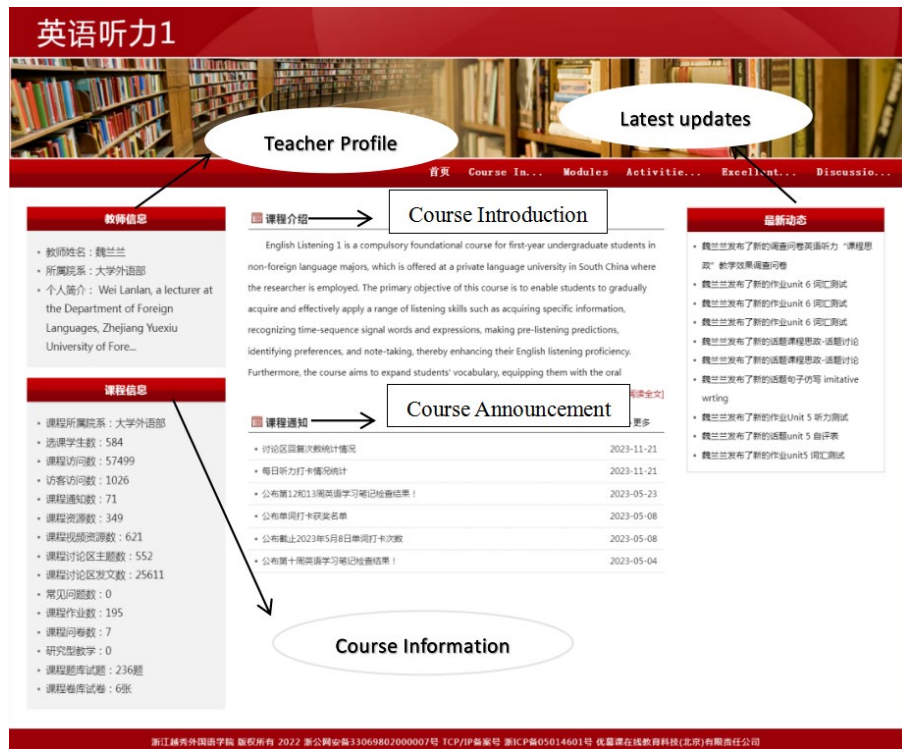 英语听力1
Teacher Profile
Latest updates
首页 Course In... Modules Activitie... Excellent... Discussio...
教师信息
• 教师姓名：魏兰兰
• 所属院系：大学外语部
• 个人简介： Wei Lanlan, a lecturer at
the Department of Foreign
Languages, Zhejiang Yuexiu
University of Fore...
课程信息
• 课程所属院系：大学外语部
• 选课学生数：584
• 课程访问数：57499
• 访客访问数：1026
• 课程通知数：71
• 课程资源数：349
• 课程视频资源数：621
• 课程讨论区主题数：552
• 课程讨论区发文数：25611
• 常见问题数：0
• 课程作业数：195
• 课程问卷数：7
• 研究型教学：0
• 课程题库试题：236题
• 课程卷库试卷：6张
课程介绍
Course Introduction
English Listening 1 is a compulsory foundational course for first-year undergraduate students in
non-foreign language majors, which is offered at a private language university in South China where
the researcher is employed. The primary objective of this course is to enable students to gradually
acquire and effectively apply a range of listening skills such as acquiring specific information,
recognizing time-sequence signal words and expressions, making pre-listening predictions,
identifying preferences, and note-taking, thereby enhancing their English listening proficiency.
Furthermore, the course aims to expand students' vocabulary, equipping them with the oral
阅读全文]
课程通知
Course Announcement
更多
• 讨论区回复次数统计情况 2023-11-21
• 每日听力打卡情况统计 2023-11-21
• 公布第12和13周英语学习笔记检查结果！ 2023-05-23
• 公布单词打卡获奖名单 2023-05-08
• 公布截止2023年5月8日单词打卡次数 2023-05-08
• 公布第十周英语学习笔记检查结果！ 2023-05-04
Course Information
最新动态
• 魏兰兰发布了新的调查问卷英语听力“课程思
政”教学效果调查问卷
• 魏兰兰发布了新的作业unit 6 词汇测试
• 魏兰兰发布了新的作业unit 6 词汇测试
• 魏兰兰发布了新的作业unit 6 词汇测试
• 魏兰兰发布了新的话题课程思政-话题讨论
• 魏兰兰发布了新的话题课程思政-话题讨论
• 魏兰兰发布了新的话题句子仿写 imitative
wrting
• 魏兰兰发布了新的作业Unit 5 听力测试
• 魏兰兰发布了新的话题unit 5 自评表
• 魏兰兰发布了新的作业unit5 词汇测试
浙江越秀外国语学院 版权所有 2022 浙公网安备33069802000007号 TCP/IP备案号 浙ICP备05014601号 优慕课在线教育科技(北京)有限责任公司